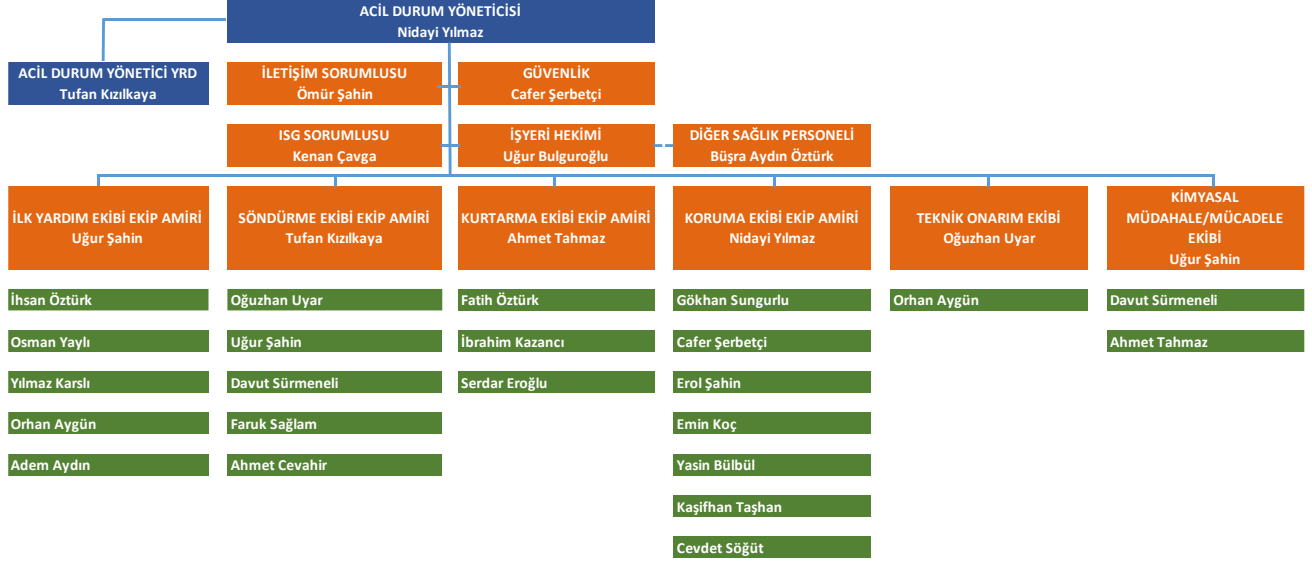 ACİL DURUM YÖNETİCİSİ
Nidayi Yılmaz
ACİL DURUM YÖNETİCİ YRD
Tufan Kızılkaya
İLETİŞİM SORUMLUSU
Ömür Şahin
GÜVENLİK
Cafer Şerbetçi
ISG SORUMLUSU
Kenan Çavga
İŞYERİ HEKİMİ
Uğur Bulguroğlu
DİĞER SAĞLIK PERSONELİ
Büşra Aydın Öztürk
İLK YARDIM EKİBİ EKİP AMİRİ
Uğur Şahin
SÖNDÜRME EKİBİ EKİP AMİRİ
Tufan Kızılkaya
KURTARMA EKİBİ EKİP AMİRİ
Ahmet Tahmaz
KORUMA EKİBİ EKİP AMİRİ
Nidayi Yılmaz
TEKNİK ONARIM EKİBİ
Oğuzhan Uyar
KİMYASAL
MÜDAHALE/MÜCADELE
EKİBİ
Uğur Şahin
İhsan Öztürk
Osman Yaylı
Yılmaz Karslı
Orhan Aygün
Adem Aydın
Oğuzhan Uyar
Uğur Şahin
Davut Sürmeneli
Faruk Sağlam
Ahmet Cevahir
Fatih Öztürk
İbrahim Kazancı
Serdar Eroğlu
Gökhan Sungurlu
Cafer Şerbetçi
Erol Şahin
Emin Koç
Yasin Bülbül
Kaşifhan Taşhan
Cevdet Söğüt
Orhan Aygün
Davut Sürmeneli
Ahmet Tahmaz